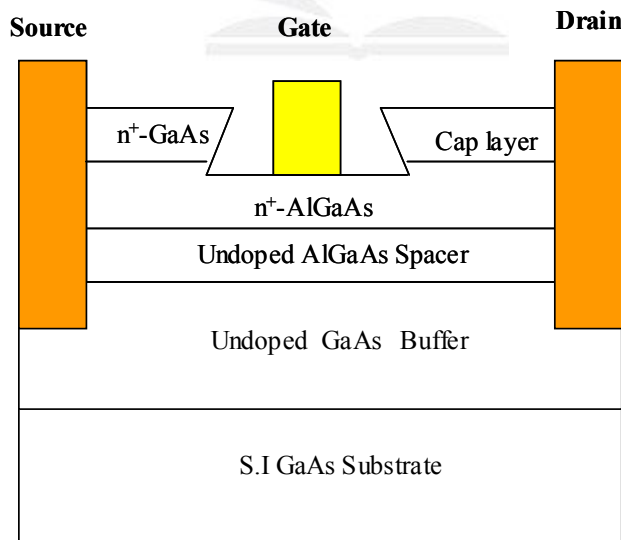 Source Gate Drain
n⁺-GaAs Cap layer
n⁺-AlGaAs
Undoped AlGaAs Spacer
Undoped GaAs Buffer
S.I GaAs Substrate